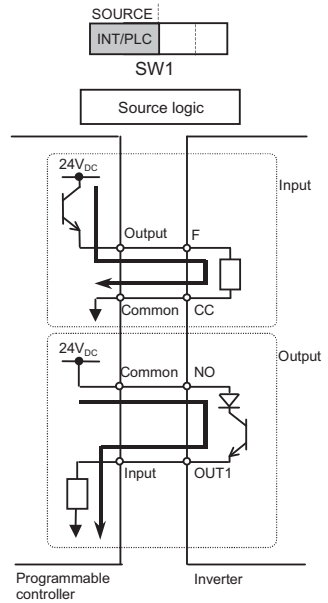 SOURCE
INT/PLC
SW1
Source logic
24VDC
Input
Output F
Common CC
24VDC
Output
Common NO
Input OUT1
Programmable
controller
Inverter